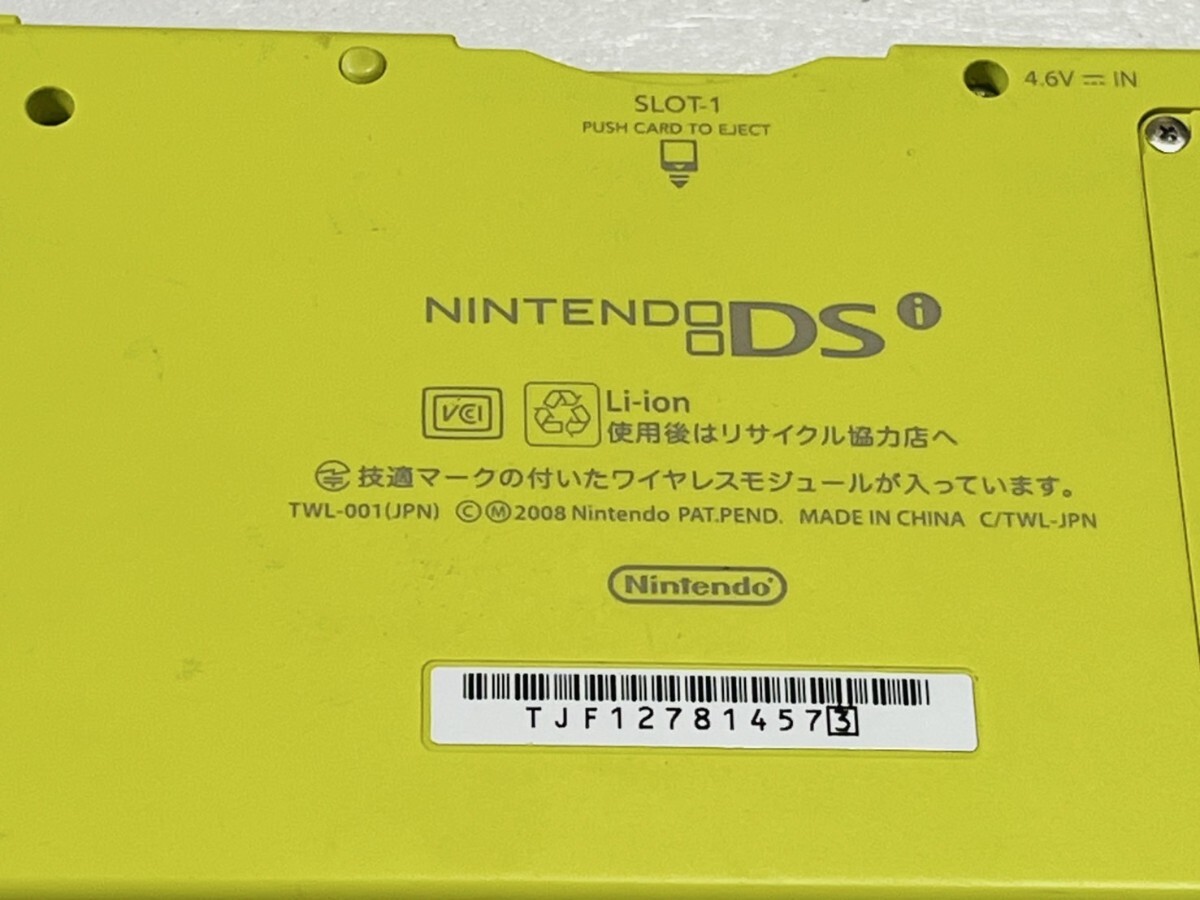 SLOT-1
4.6V ⎓ IN
PUSH CARD TO EJECT
NINTENDO DS i
VCI
Li-ion
使用後はリサイクル協力店へ
技適マークの付いたワイヤレスモジュールが入っています。
TWL-001(JPN) ©Ⓜ2008 Nintendo PAT.PEND. MADE IN CHINA C/TWL-JPN
Nintendo
TJF127814573